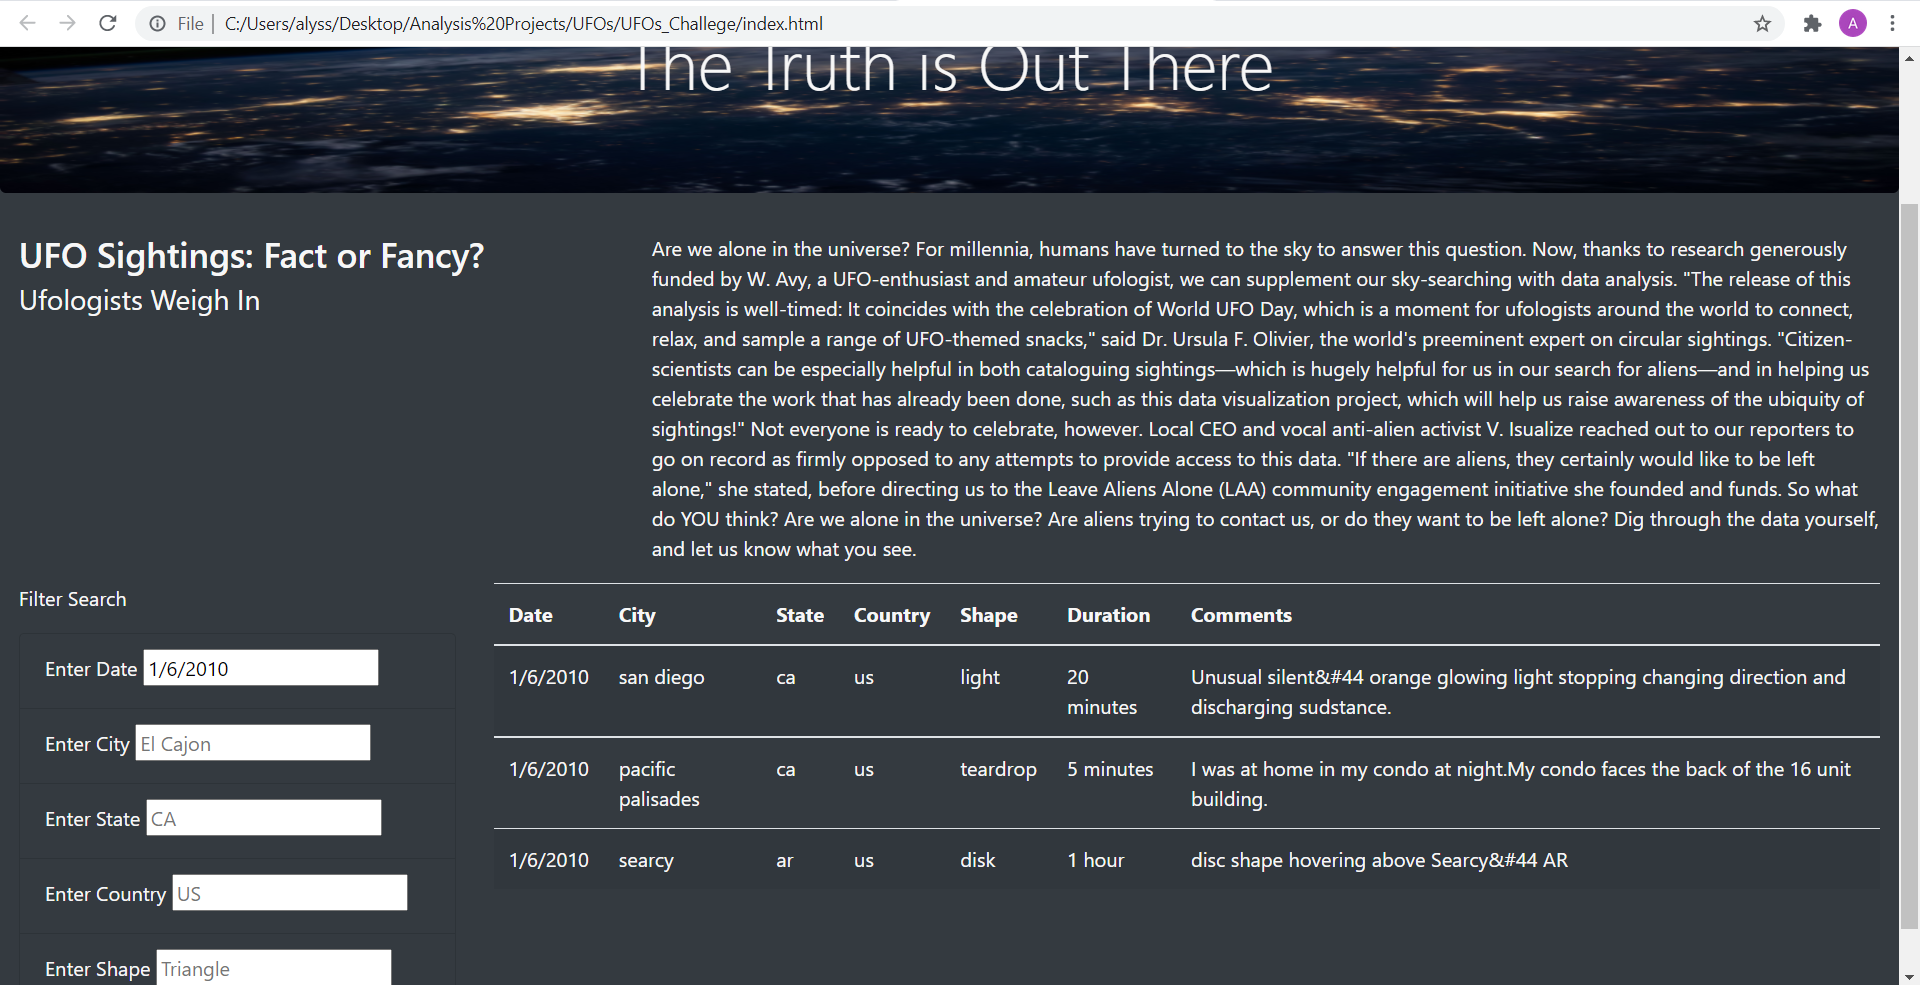 File | C:/Users/alyss/Desktop/Analysis%20Projects/UFOs/UFOs_Challege/index.html
A
The Truth is Out There
UFO Sightings: Fact or Fancy?
Ufologists Weigh In
Are we alone in the universe? For millennia, humans have turned to the sky to answer this question. Now, thanks to research generously
funded by W. Avy, a UFO-enthusiast and amateur ufologist, we can supplement our sky-searching with data analysis. "The release of this
analysis is well-timed: It coincides with the celebration of World UFO Day, which is a moment for ufologists around the world to connect,
relax, and sample a range of UFO-themed snacks," said Dr. Ursula F. Olivier, the world's preeminent expert on circular sightings. "Citizen-
scientists can be especially helpful in both cataloguing sightings—which is hugely helpful for us in our search for aliens—and in helping us
celebrate the work that has already been done, such as this data visualization project, which will help us raise awareness of the ubiquity of
sightings!" Not everyone is ready to celebrate, however. Local CEO and vocal anti-alien activist V. Isualize reached out to our reporters to
go on record as firmly opposed to any attempts to provide access to this data. "If there are aliens, they certainly would like to be left
alone," she stated, before directing us to the Leave Aliens Alone (LAA) community engagement initiative she founded and funds. So what
do YOU think? Are we alone in the universe? Are aliens trying to contact us, or do they want to be left alone? Dig through the data yourself,
and let us know what you see.
Filter Search
Enter Date 1/6/2010
Enter City El Cajon
Enter State CA
Enter Country US
Enter Shape Triangle
Date City State Country Shape Duration Comments
1/6/2010 san diego ca us light 20 Unusual silent&#44 orange glowing light stopping changing direction and
minutes discharging sudstance.
1/6/2010 pacific ca us teardrop 5 minutes I was at home in my condo at night.My condo faces the back of the 16 unit
palisades building.
1/6/2010 searcy ar us disk 1 hour disc shape hovering above Searcy&#44 AR